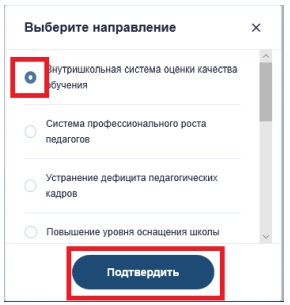 Выберите направление
Внутришкольная система оценки качества
обучения
Система профессионального роста
педагогов
Устранение дефицита педагогических
кадров
Повышение уровня оснащения школы
Подтвердить